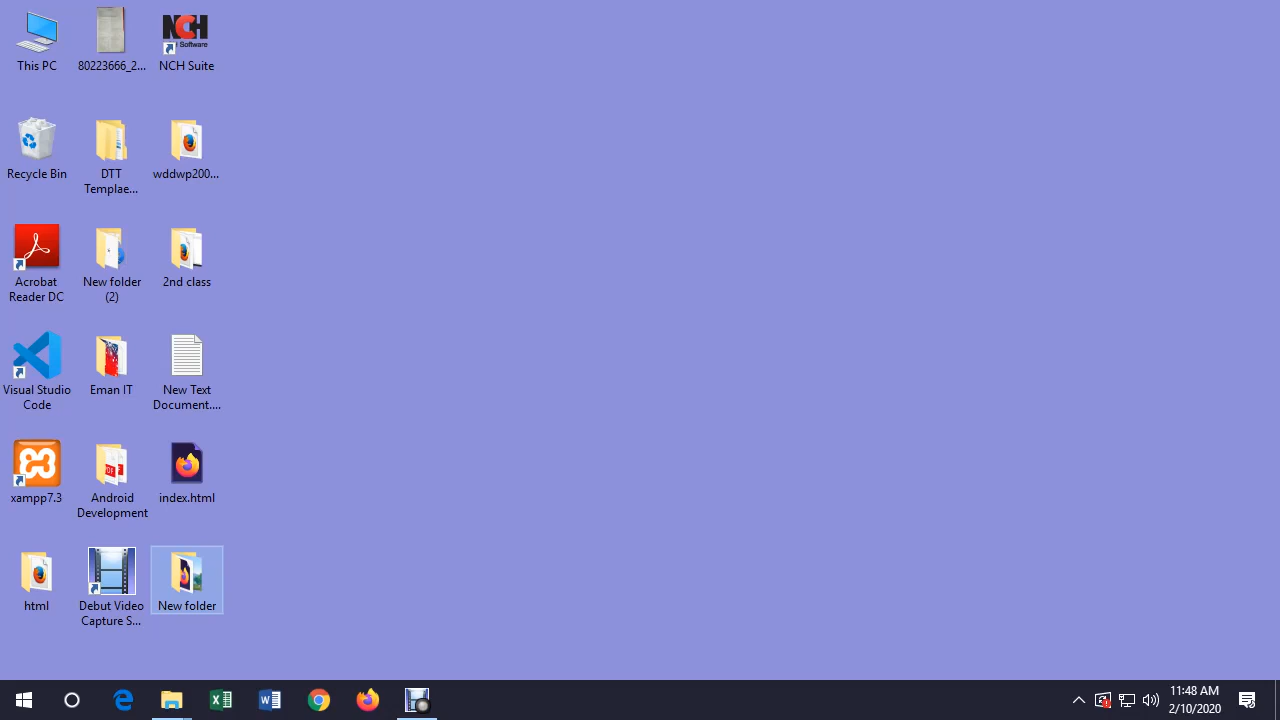 This PC
80223666_2...
NCH
Software
NCH Suite
Recycle Bin
DTT
Templae...
wddwp200...
Acrobat
Reader DC
New folder
(2)
2nd class
Visual Studio
Code
Eman IT
New Text
Document....
xampp7.3
Android
Development
index.html
html
Debut Video
Capture S...
New folder
11:48 AM
2/10/2020